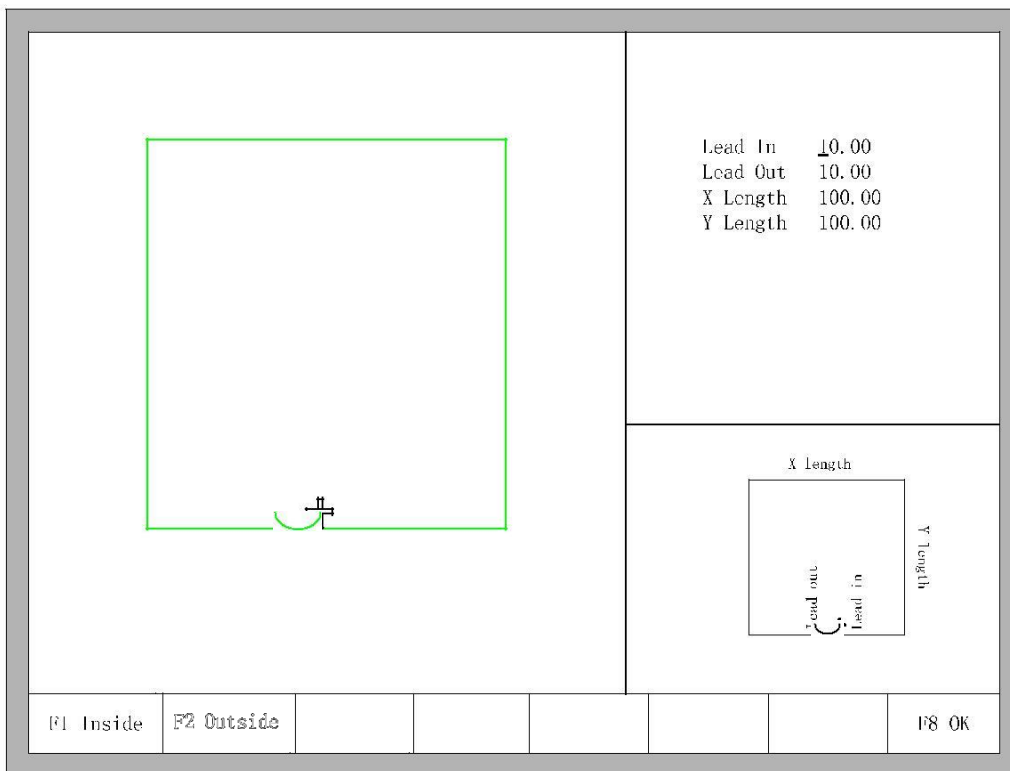 Lead In 10.00
Lead Out 10.00
X Length 100.00
Y Length 100.00
X length
Y length
Lead out
Lead in
F1 Inside
F2 Outside
F8 OK